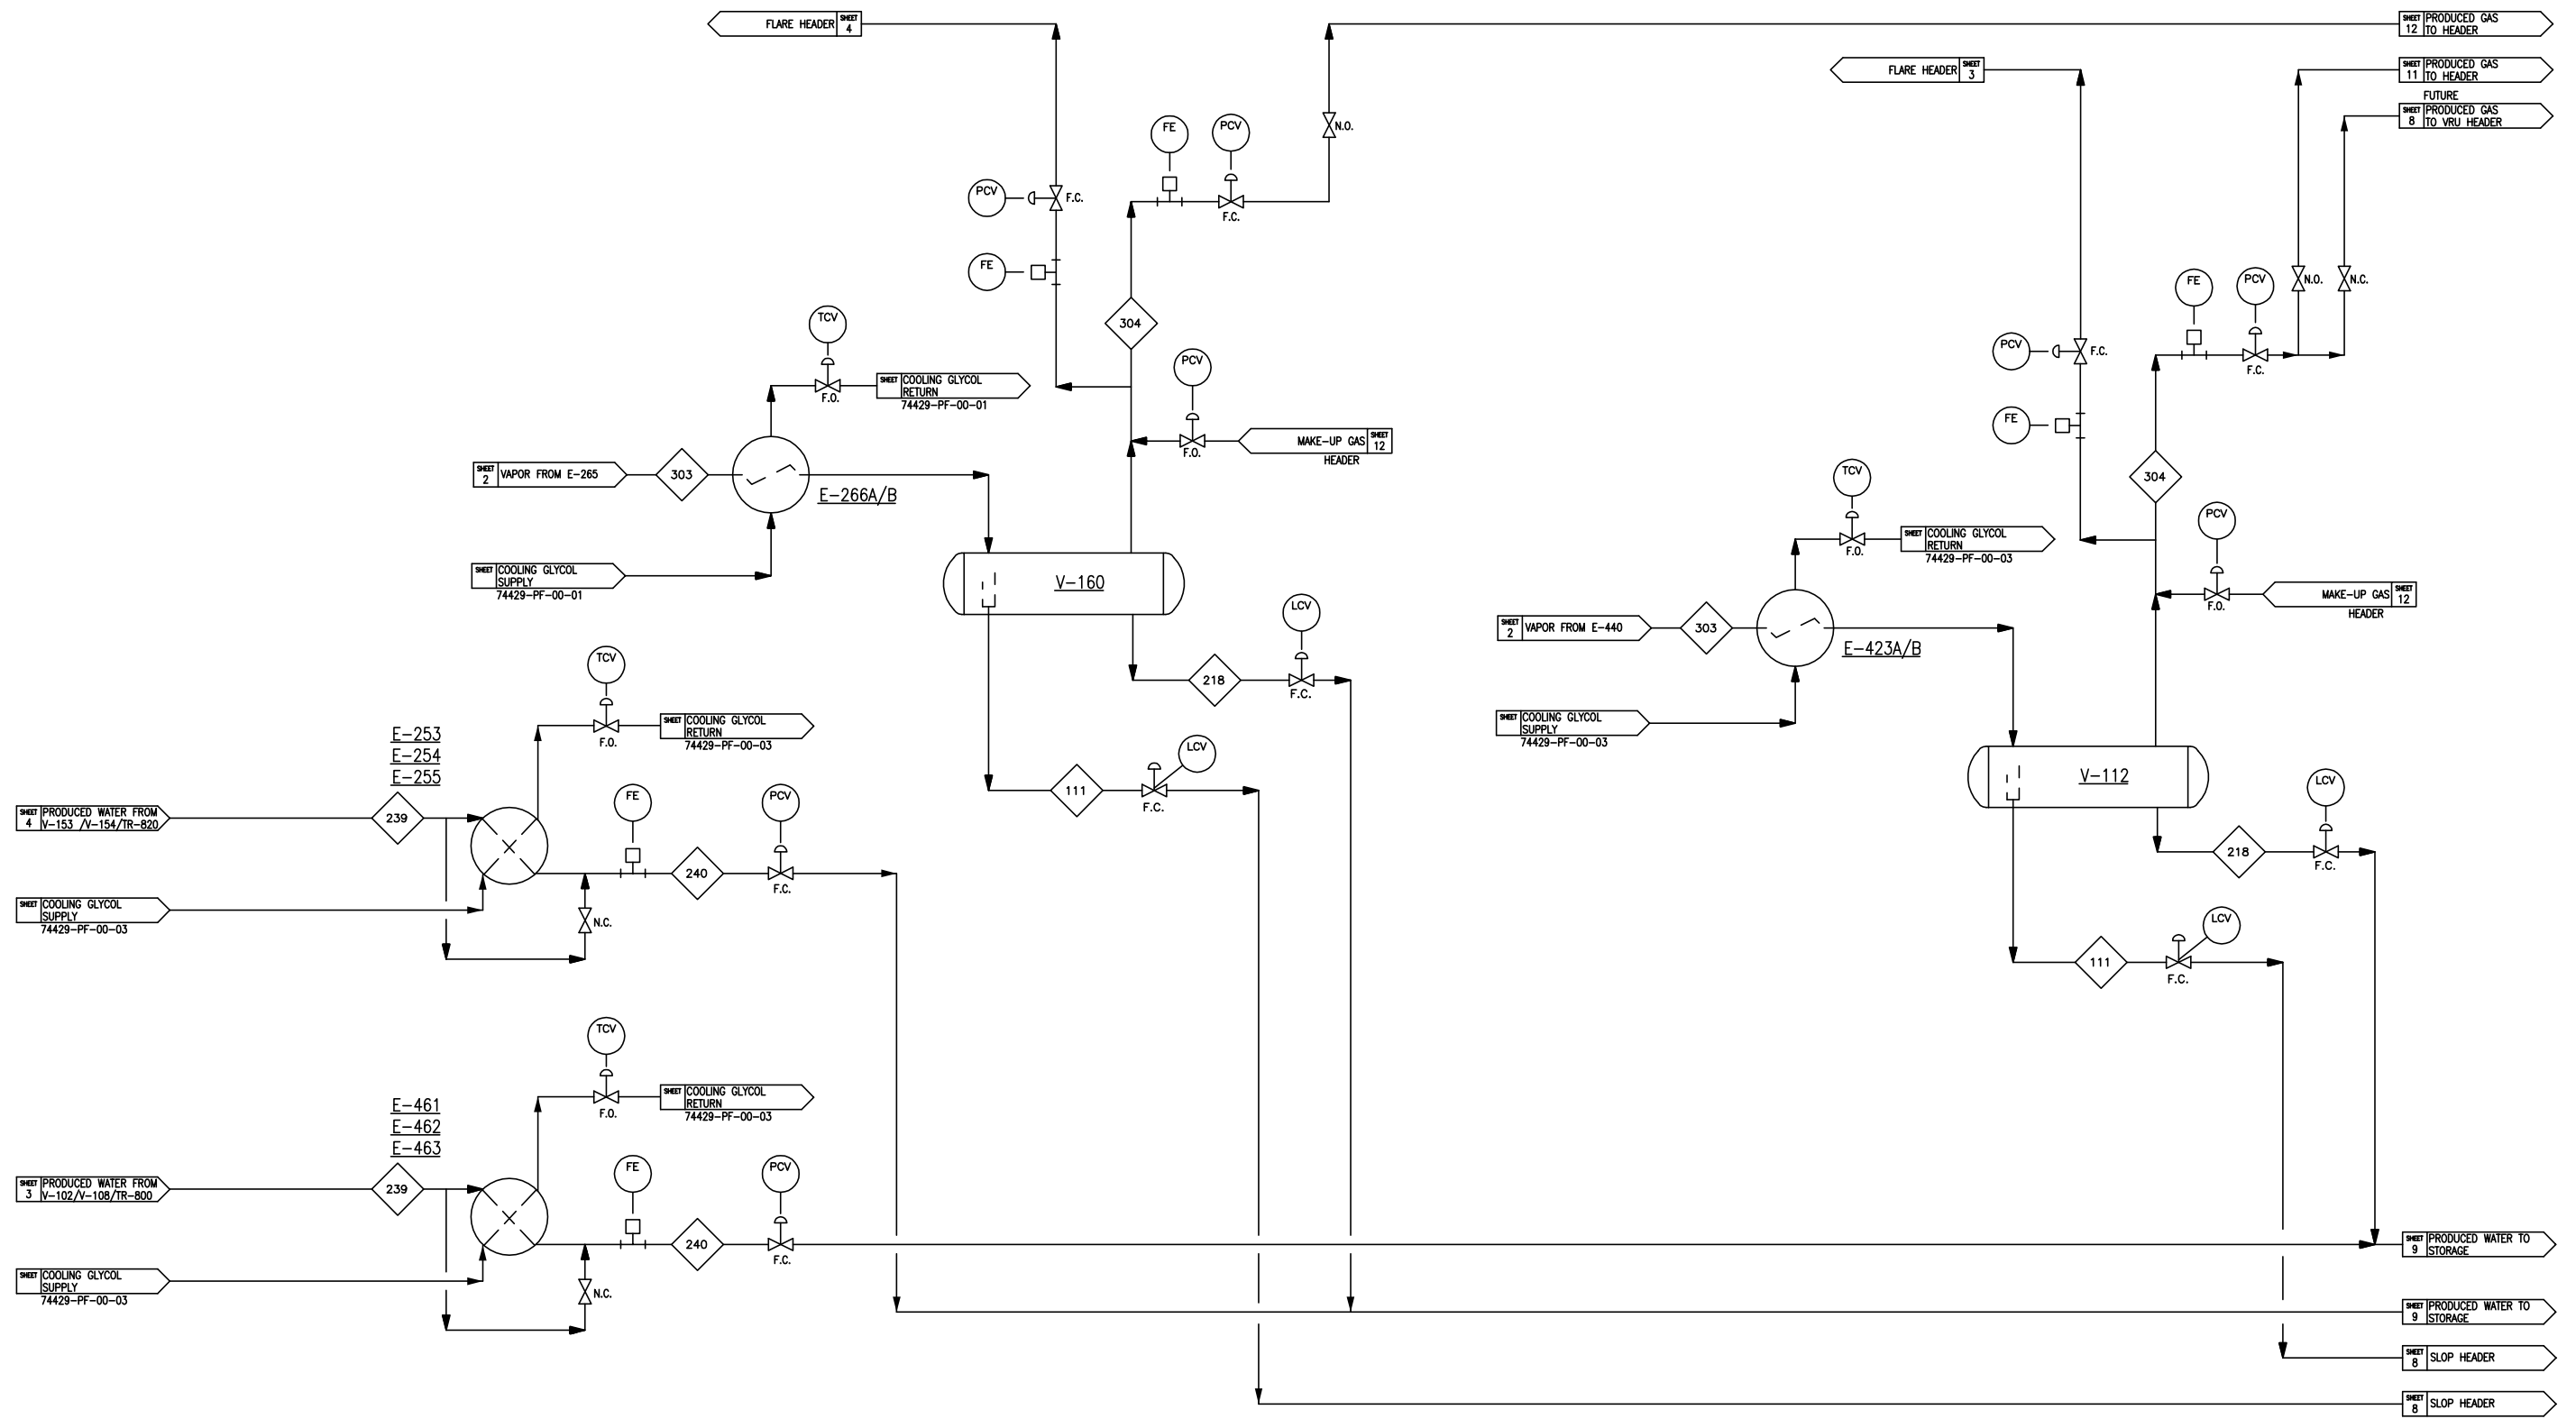 FLARE HEADER
SHEET
4
SHEET
12
PRODUCED GAS
TO HEADER
FLARE HEADER
SHEET
3
SHEET
11
PRODUCED GAS
TO HEADER
FUTURE
SHEET
8
PRODUCED GAS
TO VRU HEADER
FE
PCV
N.O.
PCV
F.C.
F.C.
FE
FE
PCV
N.O.
N.C.
TCV
304
PCV
F.C.
PCV
F.C.
SHEET
COOLING GLYCOL
RETURN
74429-PF-00-01
F.O.
FE
PCV
F.O.
MAKE-UP GAS
SHEET
12
HEADER
SHEET
2
VAPOR FROM E-265
303
E-266A/B
TCV
304
PCV
SHEET
COOLING GLYCOL
RETURN
74429-PF-00-03
F.O.
SHEET
COOLING GLYCOL
SUPPLY
74429-PF-00-01
V-160
LCV
F.O.
MAKE-UP GAS
SHEET
12
HEADER
SHEET
2
VAPOR FROM E-440
303
E-423A/B
TCV
218
F.C.
SHEET
COOLING GLYCOL
SUPPLY
74429-PF-00-03
E-253
E-254
E-255
SHEET
COOLING GLYCOL
RETURN
74429-PF-00-03
F.O.
LCV
V-112
LCV
FE
PCV
111
F.C.
SHEET
4
PRODUCED WATER FROM
V-153 /V-154/TR-820
239
218
F.C.
240
F.C.
SHEET
COOLING GLYCOL
SUPPLY
74429-PF-00-03
N.C.
LCV
111
F.C.
TCV
E-461
E-462
E-463
SHEET
COOLING GLYCOL
RETURN
74429-PF-00-03
F.O.
FE
PCV
SHEET
3
PRODUCED WATER FROM
V-102/V-108/TR-800
239
240
F.C.
SHEET
9
PRODUCED WATER TO
STORAGE
SHEET
COOLING GLYCOL
SUPPLY
74429-PF-00-03
N.C.
SHEET
9
PRODUCED WATER TO
STORAGE
SHEET
8
SLOP HEADER
SHEET
8
SLOP HEADER